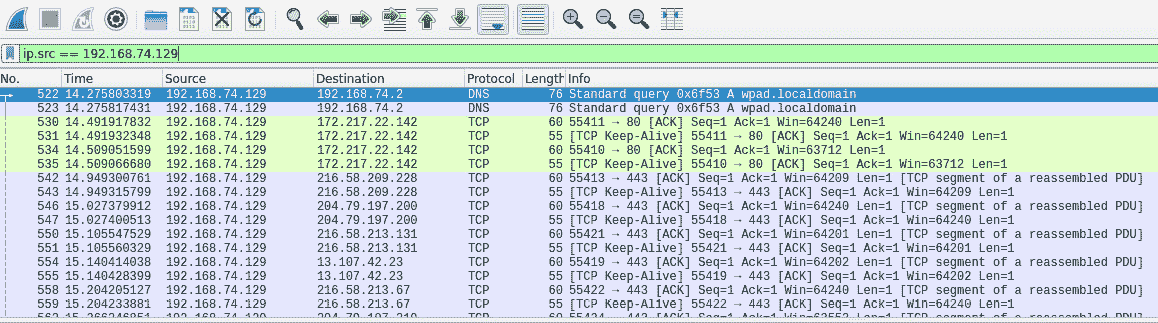 ip.src == 192.168.74.129
No. Time Source Destination Protocol Length Info
522 14.275803319 192.168.74.129 192.168.74.2 DNS 76 Standard query 0x6f53 A wpad.localdomain
523 14.275817431 192.168.74.129 192.168.74.2 DNS 76 Standard query 0x6f53 A wpad.localdomain
530 14.491917832 192.168.74.129 172.217.22.142 TCP 60 55411 → 80 [ACK] Seq=1 Ack=1 Win=64240 Len=1
531 14.491932348 192.168.74.129 172.217.22.142 TCP 55 [TCP Keep-Alive] 55411 → 80 [ACK] Seq=1 Ack=1 Win=64240 Len=1
534 14.509051599 192.168.74.129 172.217.22.142 TCP 60 55410 → 80 [ACK] Seq=1 Ack=1 Win=63712 Len=1
535 14.509066680 192.168.74.129 172.217.22.142 TCP 55 [TCP Keep-Alive] 55410 → 80 [ACK] Seq=1 Ack=1 Win=63712 Len=1
542 14.949300761 192.168.74.129 216.58.209.228 TCP 60 55413 → 443 [ACK] Seq=1 Ack=1 Win=64209 Len=1 [TCP segment of a reassembled PDU]
543 14.949315799 192.168.74.129 216.58.209.228 TCP 55 [TCP Keep-Alive] 55413 → 443 [ACK] Seq=1 Ack=1 Win=64209 Len=1
546 15.027379912 192.168.74.129 204.79.197.200 TCP 60 55418 → 443 [ACK] Seq=1 Ack=1 Win=64240 Len=1 [TCP segment of a reassembled PDU]
547 15.027400513 192.168.74.129 204.79.197.200 TCP 55 [TCP Keep-Alive] 55418 → 443 [ACK] Seq=1 Ack=1 Win=64240 Len=1
550 15.105547529 192.168.74.129 216.58.213.131 TCP 60 55421 → 443 [ACK] Seq=1 Ack=1 Win=64201 Len=1 [TCP segment of a reassembled PDU]
551 15.105560329 192.168.74.129 216.58.213.131 TCP 55 [TCP Keep-Alive] 55421 → 443 [ACK] Seq=1 Ack=1 Win=64201 Len=1
554 15.140414038 192.168.74.129 13.107.42.23 TCP 60 55419 → 443 [ACK] Seq=1 Ack=1 Win=64202 Len=1 [TCP segment of a reassembled PDU]
555 15.140428399 192.168.74.129 13.107.42.23 TCP 55 [TCP Keep-Alive] 55419 → 443 [ACK] Seq=1 Ack=1 Win=64202 Len=1
558 15.204205127 192.168.74.129 216.58.213.67 TCP 60 55422 → 443 [ACK] Seq=1 Ack=1 Win=64240 Len=1 [TCP segment of a reassembled PDU]
559 15.204233881 192.168.74.129 216.58.213.67 TCP 55 [TCP Keep-Alive] 55422 → 443 [ACK] Seq=1 Ack=1 Win=64240 Len=1